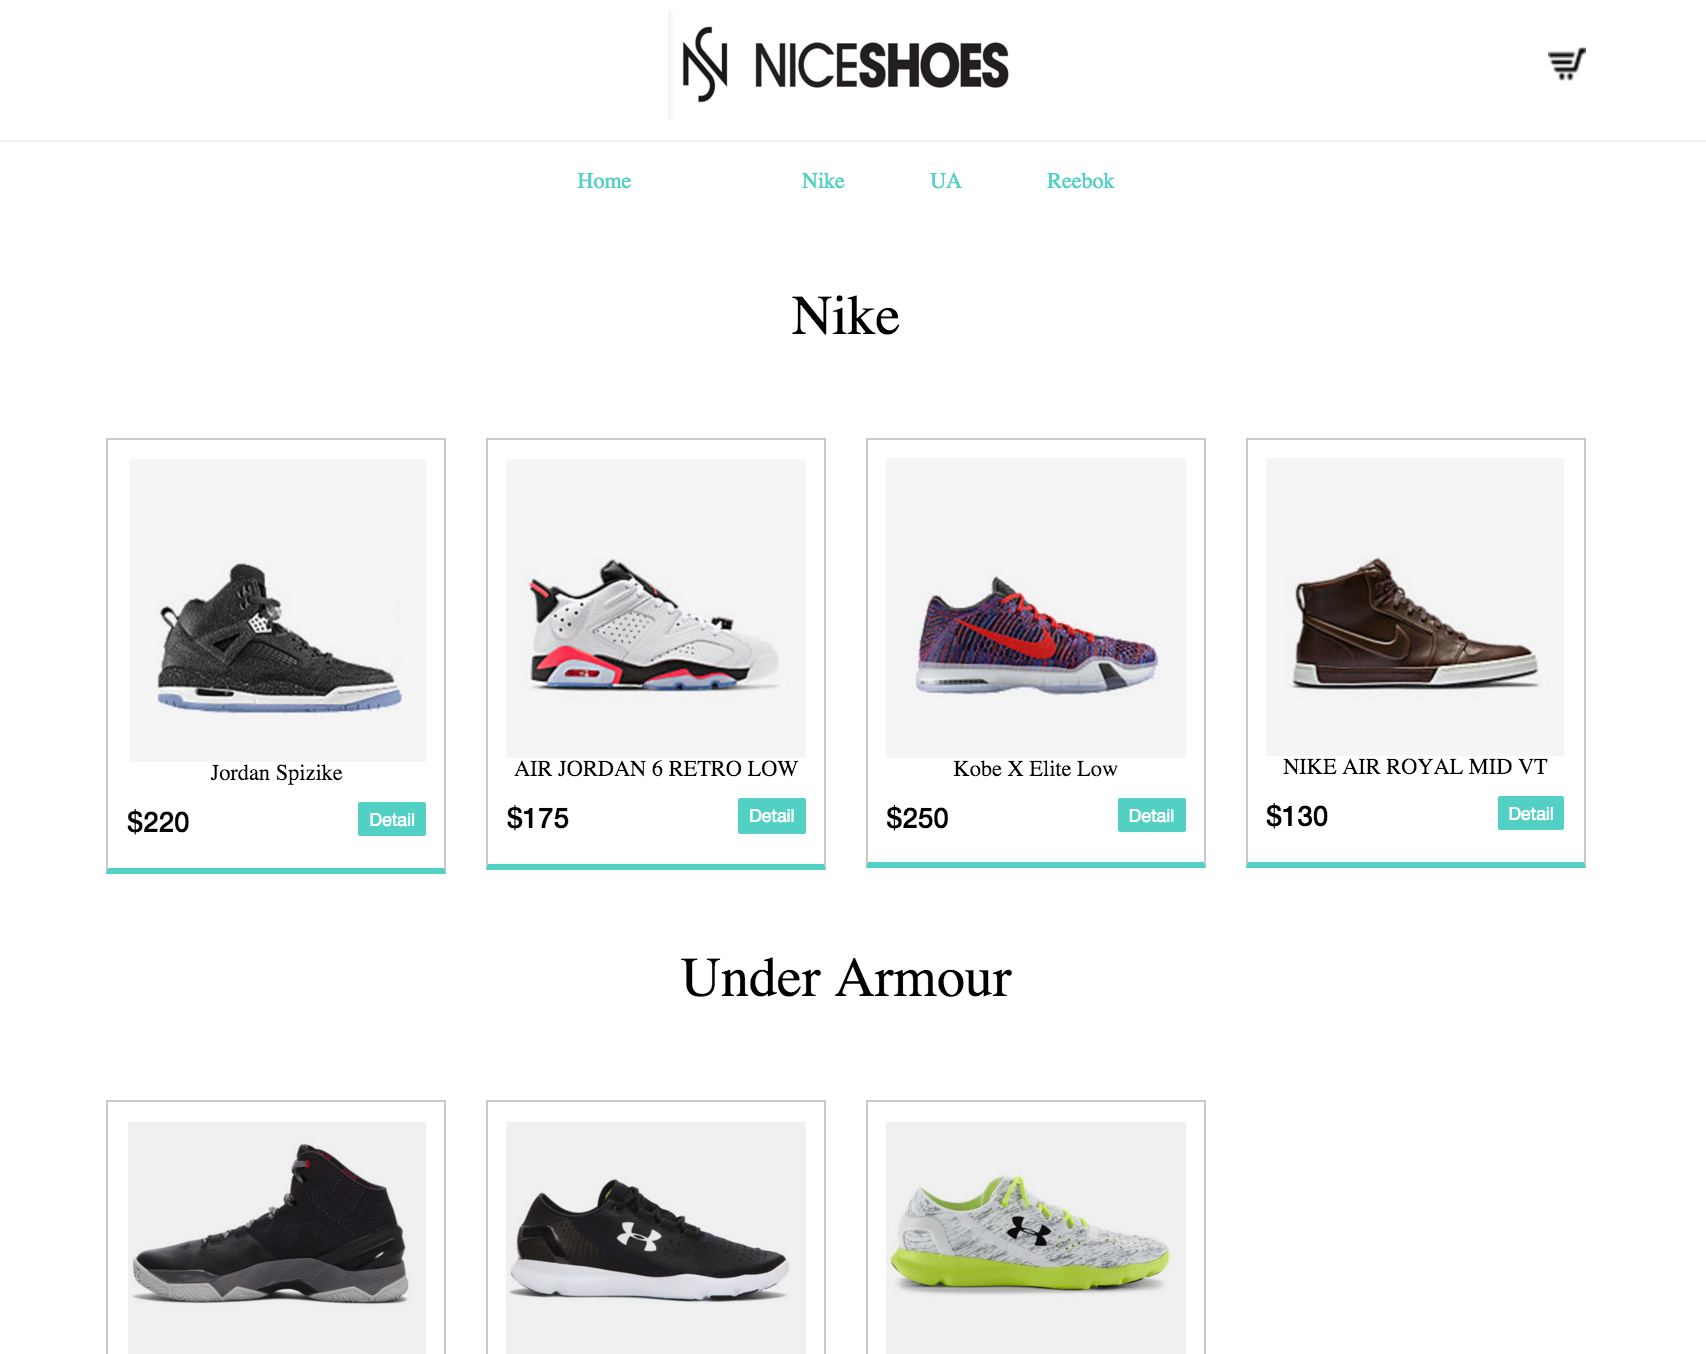 NS NICESHOES
Home Nike UA Reebok
Nike
Jordan Spizike
$220 Detail
AIR JORDAN 6 RETRO LOW
$175 Detail
Kobe X Elite Low
$250 Detail
NIKE AIR ROYAL MID VT
$130 Detail
Under Armour